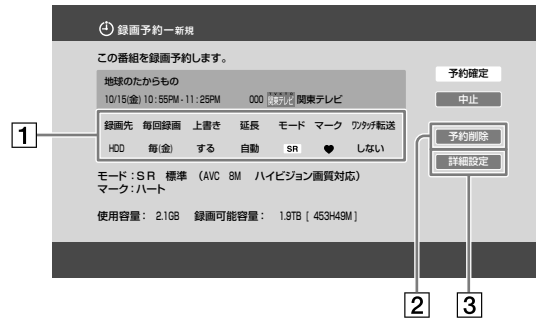 録画予約ー新規
この番組を録画予約します。
地球のたからもの
10/15(金) 10:55PM-11:25PM 000 関東テレビ 関東テレビ
予約確定
中止
予約削除
詳細設定
録画先 毎回録画 上書き 延長 モード マーク ワンタッチ転送
HDD 毎(金) する 自動 SR ♥ しない
モード:SR 標準 (AVC 8M ハイビジョン画質対応)
マーク:ハート
使用容量: 2.1GB 録画可能容量: 1.9TB [ 453H49M ]
1
2
3